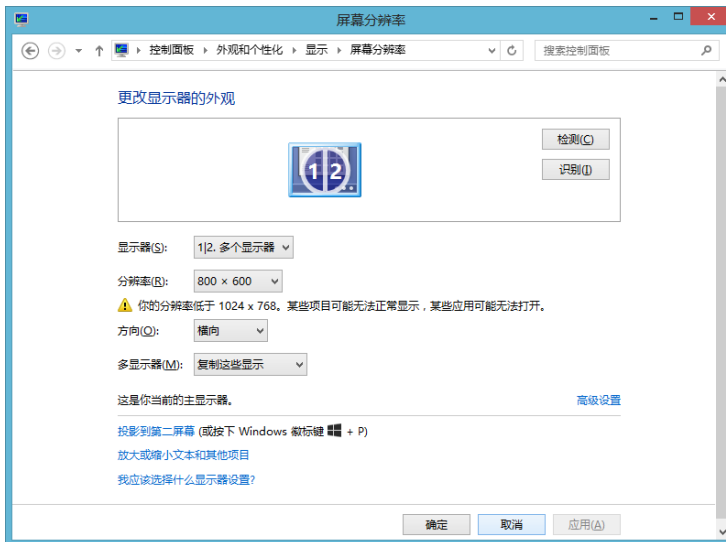 屏幕分辨率
控制面板 外观和个性化 显示 屏幕分辨率 搜索控制面板
更改显示器的外观
1|2
检测(C)
识别(I)
显示器(S): 1|2. 多个显示器
分辨率(R): 800 × 600
你的分辨率低于 1024 x 768。某些项目可能无法正常显示，某些应用可能无法打开。
方向(O): 横向
多显示器(M): 复制这些显示
这是你当前的主显示器。 高级设置
投影到第二屏幕 (或按下 Windows 徽标键 + P)
放大或缩小文本和其他项目
我应该选择什么显示器设置?
确定 取消 应用(A)